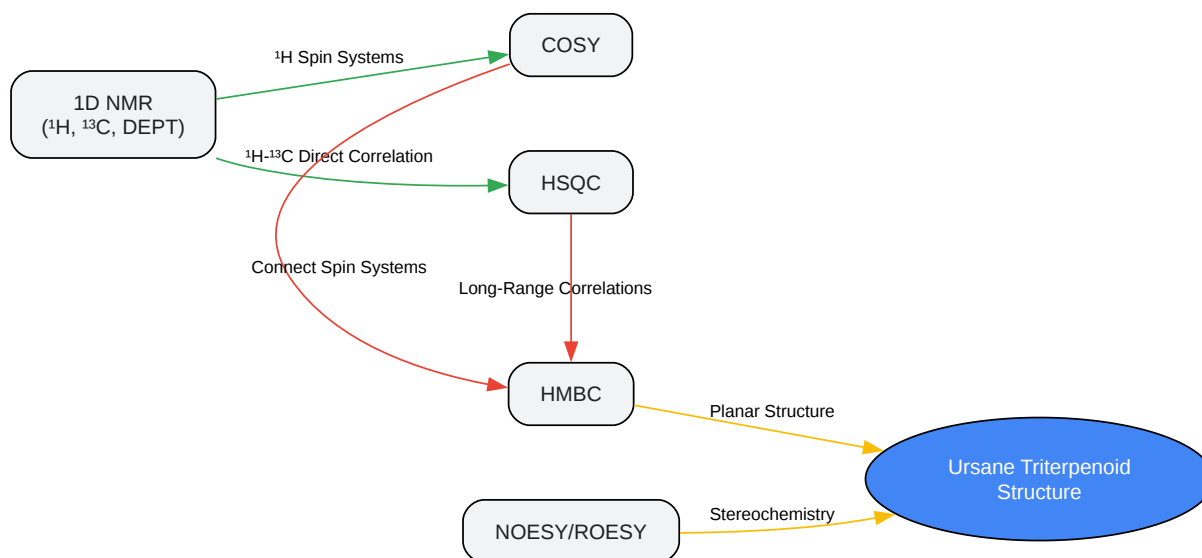 COSY
¹H Spin Systems
1D NMR
(¹H, ¹³C, DEPT)
¹H-¹³C Direct Correlation
HSQC
Connect Spin Systems
Long-Range Correlations
HMBC
Planar Structure
Ursane Triterpenoid
Structure
NOESY/ROESY
Stereochemistry